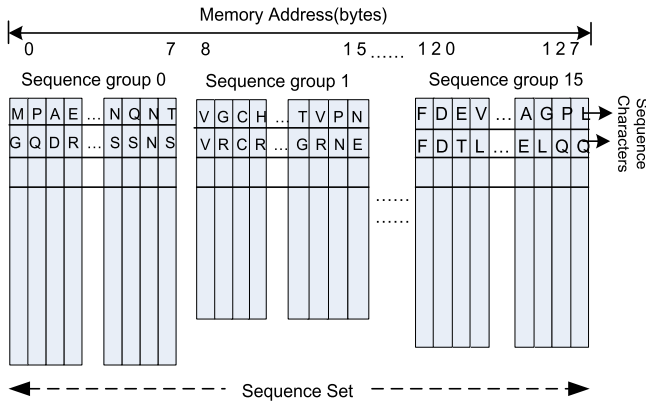 Memory Address(bytes)
0 7 8 15 ...... 120 127
Sequence group 0 Sequence group 1 Sequence group 15
M P A E ... N Q N T V G C H ... T V P N F D E V ... A G P L
G Q D R ... S S N S V R C R ... G R N E F D T L ... E L Q Q
Sequence
Characters
......
......
Sequence Set